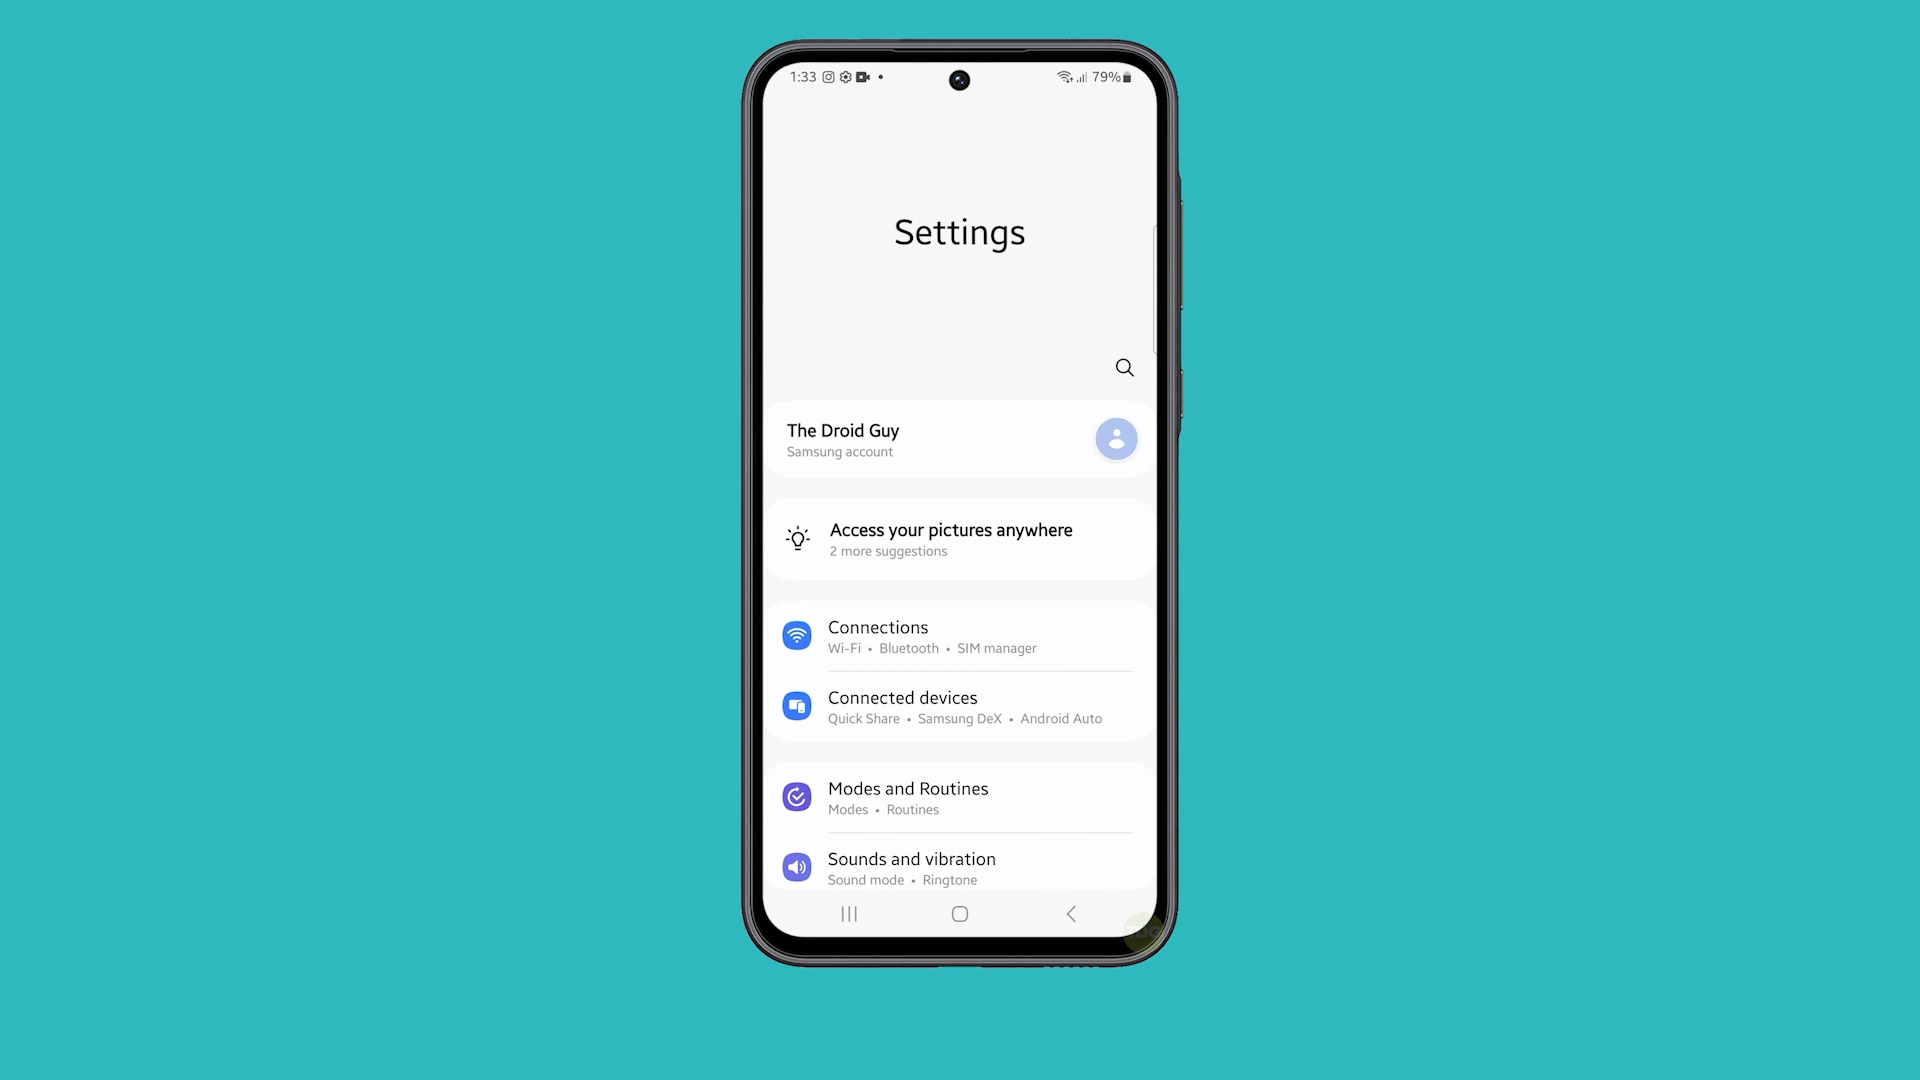 1:33
79%
Settings
The Droid Guy
Samsung account
Access your pictures anywhere
2 more suggestions
Connections
Wi-Fi • Bluetooth • SIM manager
Connected devices
Quick Share • Samsung DeX • Android Auto
Modes and Routines
Modes • Routines
Sounds and vibration
Sound mode • Ringtone